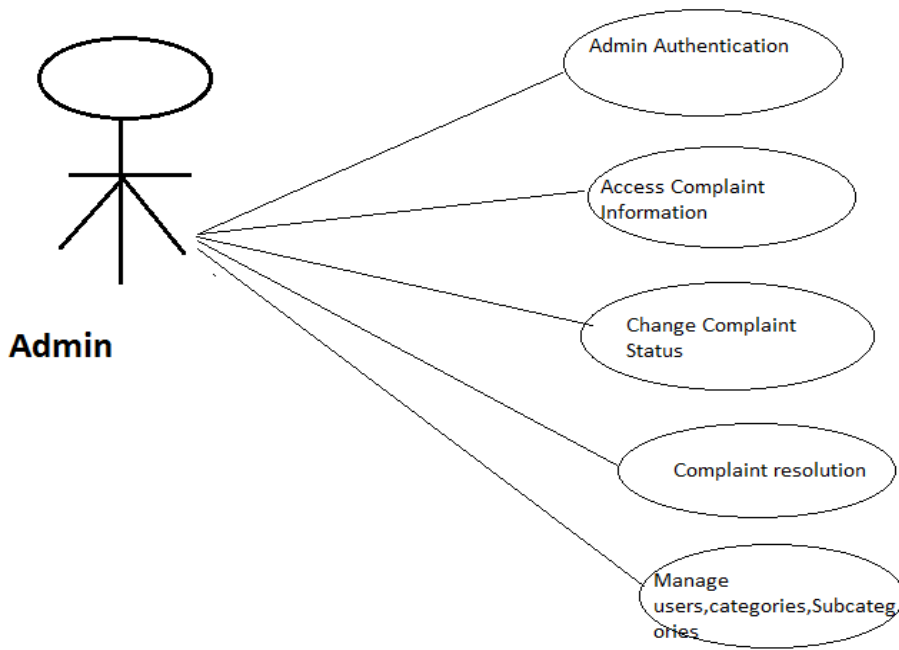 Admin Authentication
Access Complaint
Information
Change Complaint
Status
Admin
Complaint resolution
Manage
users,categories,Subcateg
ories